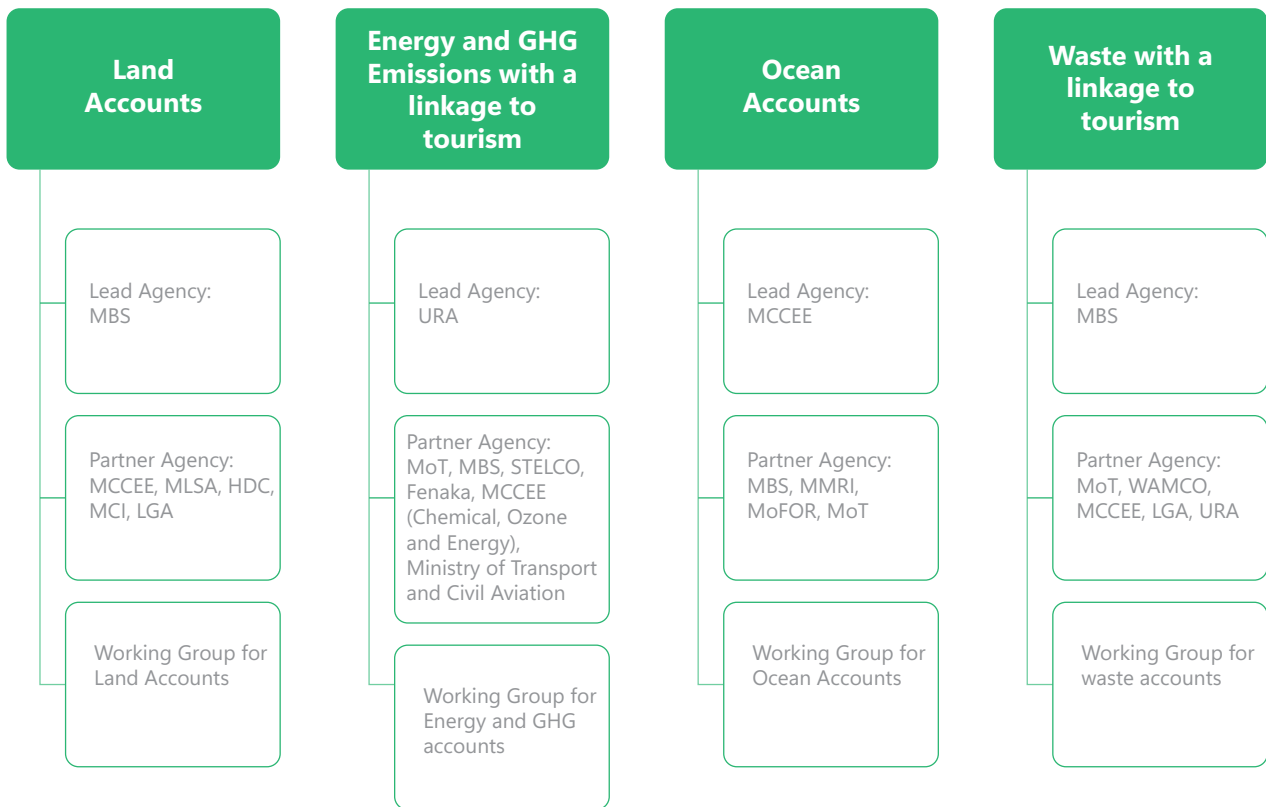 Land
Accounts
Lead Agency:
MBS
Partner Agency:
MCCEE, MLSA, HDC,
MCI, LGA
Working Group for
Land Accounts
Energy and GHG
Emissions with a
linkage to
tourism
Lead Agency:
URA
Partner Agency:
MoT, MBS, STELCO,
Fenaka, MCCEE
(Chemical, Ozone
and Energy),
Ministry of Transport
and Civil Aviation
Working Group for
Energy and GHG
accounts
Ocean
Accounts
Lead Agency:
MCCEE
Partner Agency:
MBS, MMRI,
MoFOR, MoT
Working Group for
Ocean Accounts
Waste with a
linkage to
tourism
Lead Agency:
MBS
Partner Agency:
MoT, WAMCO,
MCCEE, LGA, URA
Working Group for
waste accounts